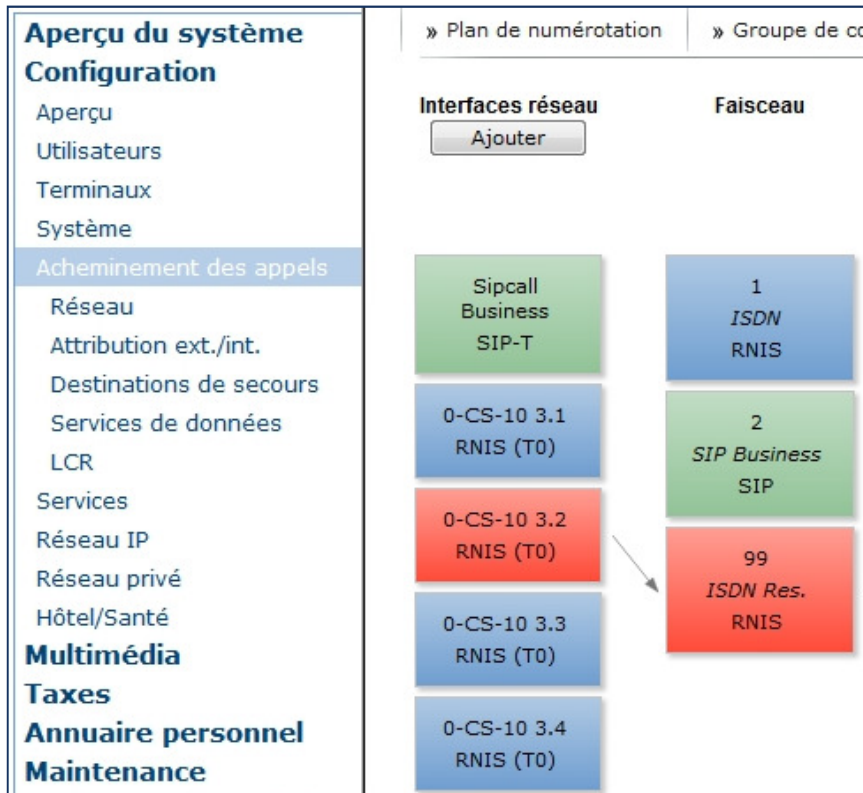 Aperçu du système
Configuration
Aperçu
Utilisateurs
Terminaux
Système
Acheminement des appels
Réseau
Attribution ext./int.
Destinations de secours
Services de données
LCR
Services
Réseau IP
Réseau privé
Hôtel/Santé
Multimédia
Taxes
Annuaire personnel
Maintenance
» Plan de numérotation
» Groupe de co
Interfaces réseau
Ajouter
Faisceau
Sipcall
Business
SIP-T
0-CS-10 3.1
RNIS (T0)
0-CS-10 3.2
RNIS (T0)
0-CS-10 3.3
RNIS (T0)
0-CS-10 3.4
RNIS (T0)
1
ISDN
RNIS
2
SIP Business
SIP
99
ISDN Res.
RNIS